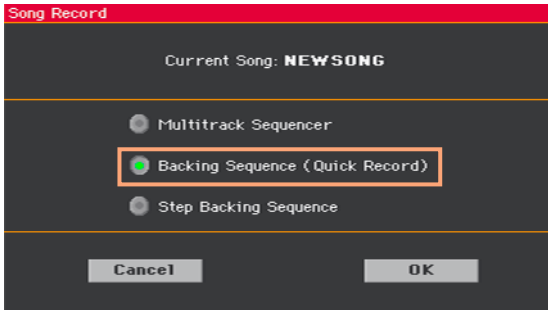 Song Record
Current Song: NEWSONG
Multitrack Sequencer
Backing Sequence (Quick Record)
Step Backing Sequence
Cancel OK